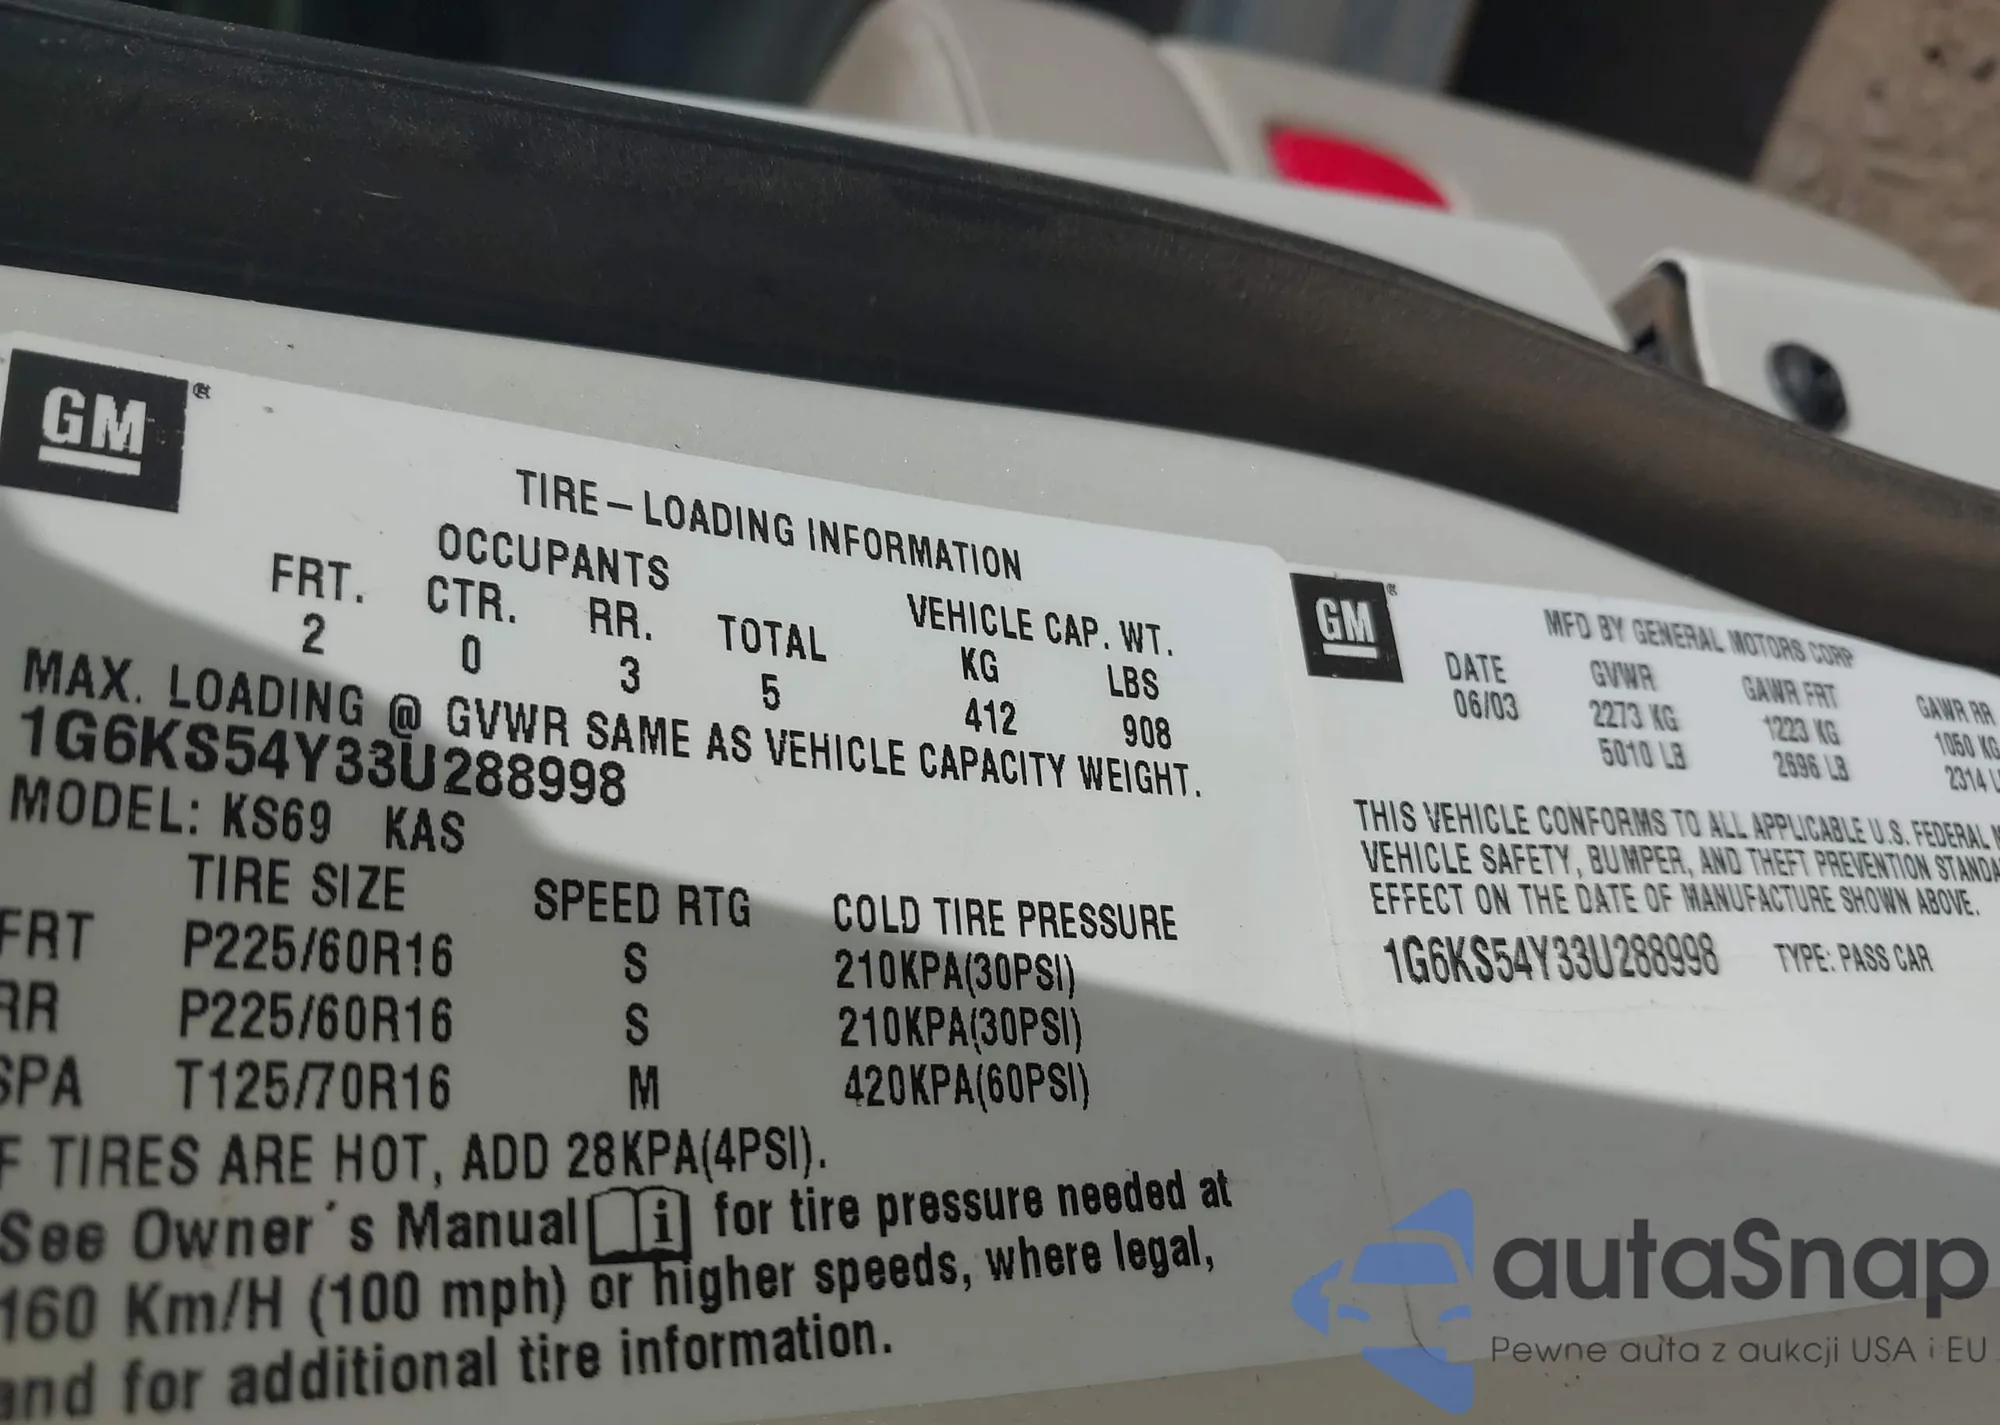 GM®
TIRE – LOADING INFORMATION
OCCUPANTS
VEHICLE CAP. WT.
FRT. CTR. RR. TOTAL KG LBS
2 0 3 5 412 908
MAX. LOADING @ GVWR SAME AS VEHICLE CAPACITY WEIGHT.
1G6KS54Y33U288998
MODEL: KS69 KAS
TIRE SIZE SPEED RTG COLD TIRE PRESSURE
FRT P225/60R16 S 210KPA(30PSI)
RR P225/60R16 S 210KPA(30PSI)
SPA T125/70R16 M 420KPA(60PSI)
F TIRES ARE HOT, ADD 28KPA(4PSI).
See Owner´s Manual i for tire pressure needed at
160 Km/H (100 mph) or higher speeds, where legal,
and for additional tire information.
GM®
MFD BY GENERAL MOTORS CORP
DATE GVWR GAWR FRT GAWR RR
06/03 2273 KG 1223 KG 1050 KG
5010 LB 2696 LB 2314 L
THIS VEHICLE CONFORMS TO ALL APPLICABLE U.S. FEDERAL
VEHICLE SAFETY, BUMPER, AND THEFT PREVENTION STANDA
EFFECT ON THE DATE OF MANUFACTURE SHOWN ABOVE.
1G6KS54Y33U288998 TYPE: PASS CAR
autaSnap
Pewne auta z aukcji USA i EU